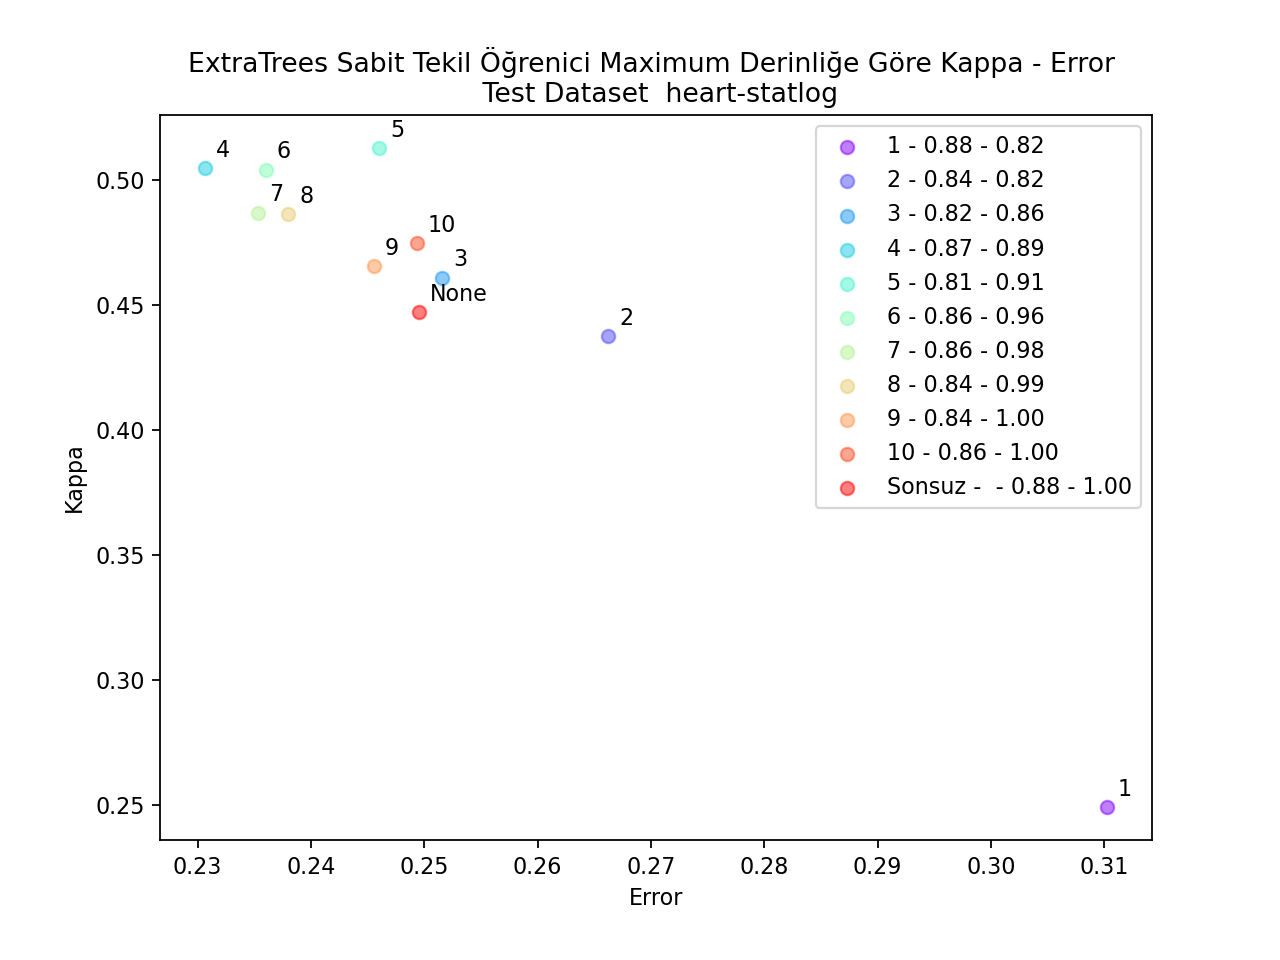 ExtraTrees Sabit Tekil Öğrenici Maximum Derinliğe Göre Kappa - Error
Test Dataset  heart-statlog
Kappa
0.50
0.45
0.40
0.35
0.30
0.25
4
6
5
7
8
9
10
3
None
2
1
1 - 0.88 - 0.82
2 - 0.84 - 0.82
3 - 0.82 - 0.86
4 - 0.87 - 0.89
5 - 0.81 - 0.91
6 - 0.86 - 0.96
7 - 0.86 - 0.98
8 - 0.84 - 0.99
9 - 0.84 - 1.00
10 - 0.86 - 1.00
Sonsuz -  - 0.88 - 1.00
0.23 0.24 0.25 0.26 0.27 0.28 0.29 0.30 0.31
Error